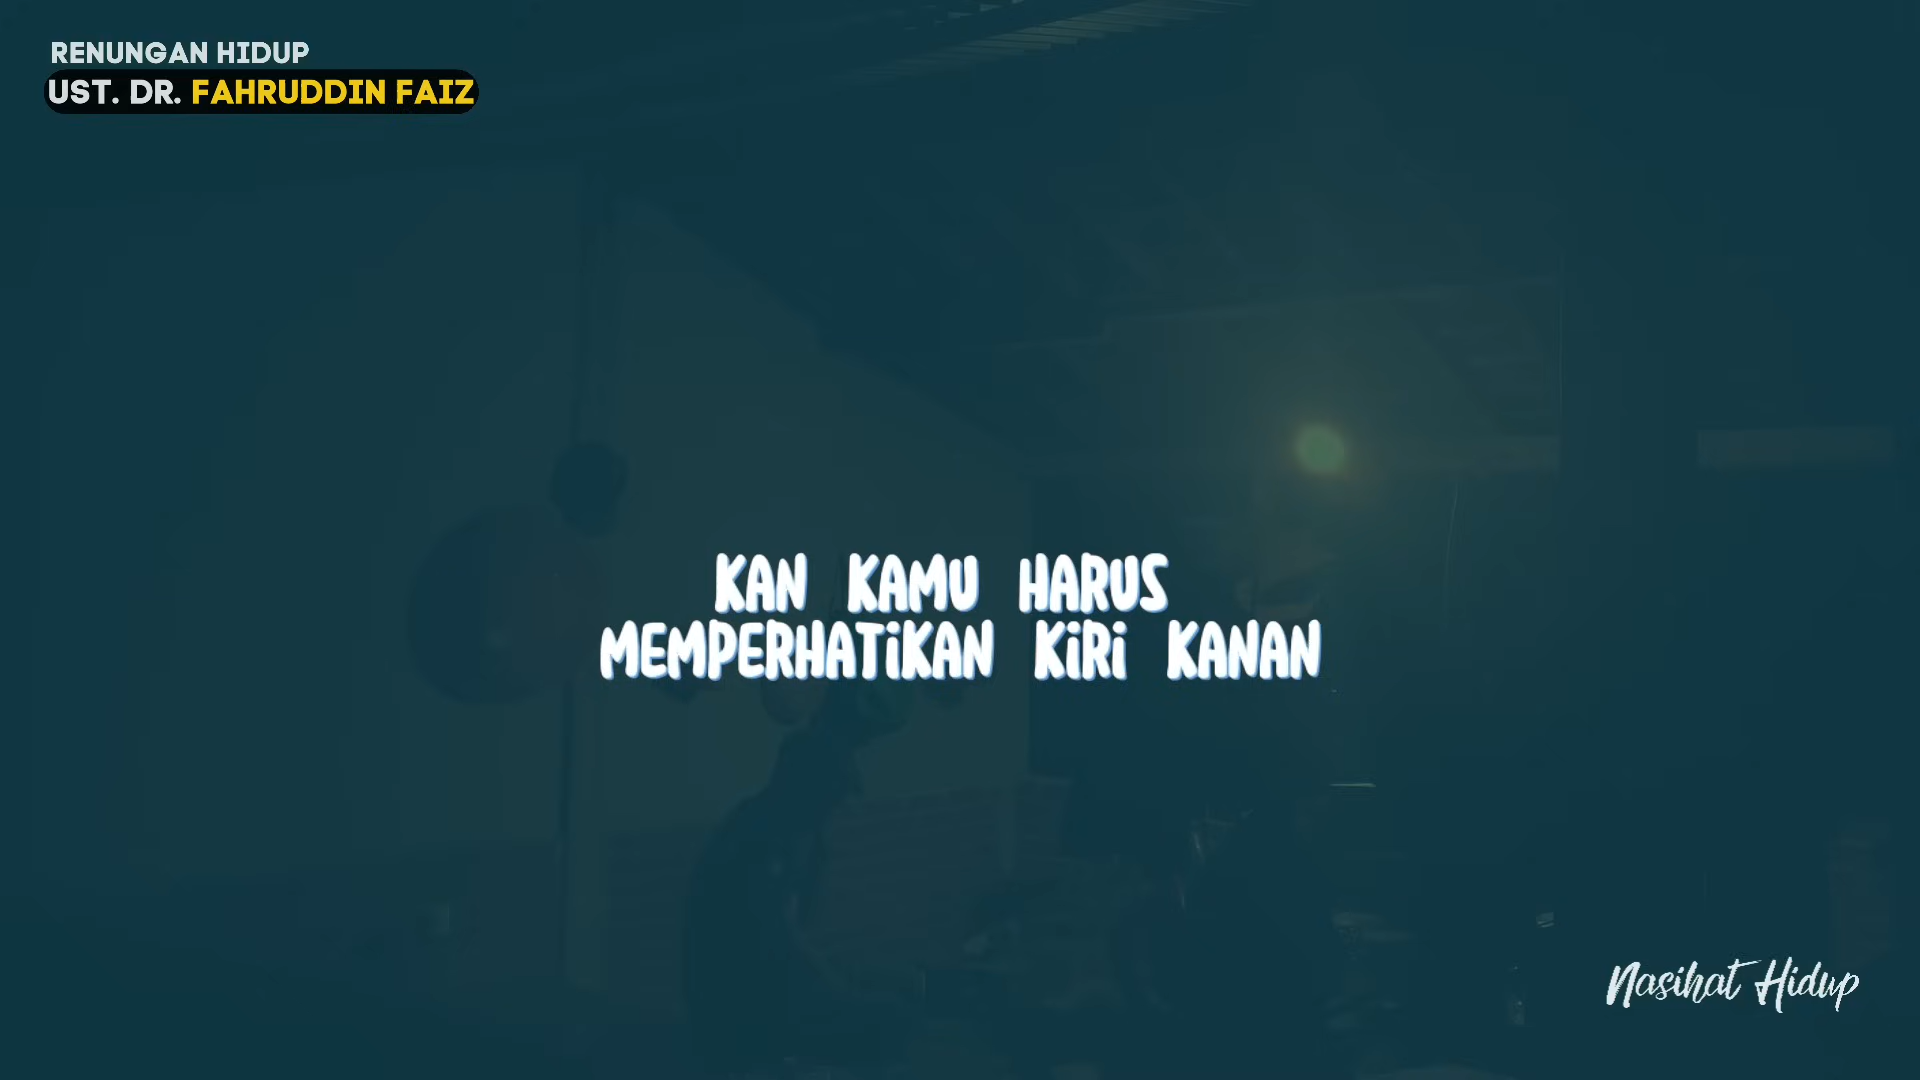 RENUNGAN HIDUP
UST. DR. FAHRUDDIN FAIZ
KAN KAMU HARUS
MEMPERHATiKAN KiRi KANAN
Nasihat Hidup